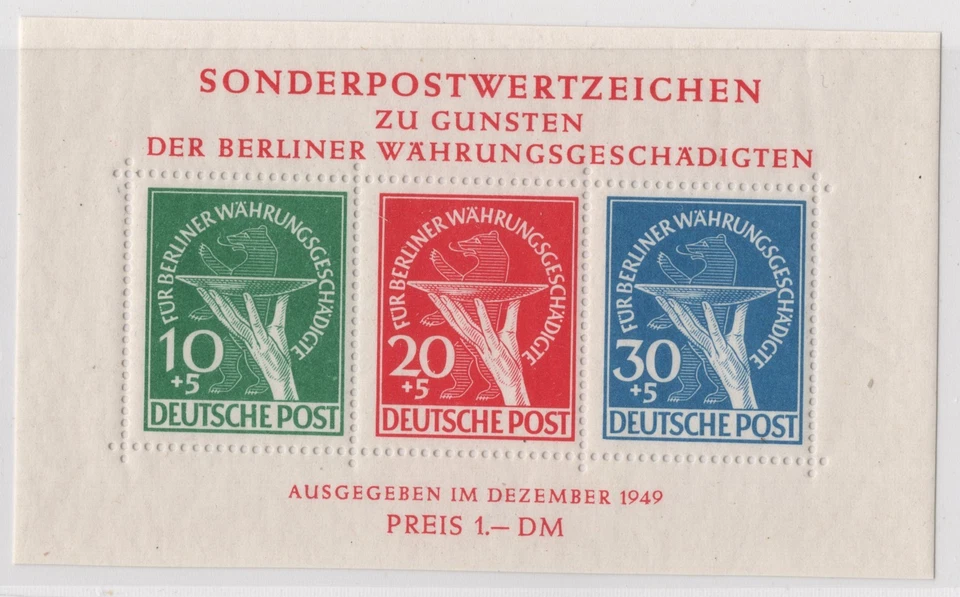 SONDERPOSTWERTZEICHEN
ZU GUNSTEN
DER BERLINER WÄHRUNGSGESCHÄDIGTEN
FÜR BERLINER WÄHRUNGSGESCHÄDIGTE
10
+5
DEUTSCHE POST
FÜR BERLINER WÄHRUNGSGESCHÄDIGTE
20
+5
DEUTSCHE POST
FÜR BERLINER WÄHRUNGSGESCHÄDIGTE
30
+5
DEUTSCHE POST
AUSGEGEBEN IM DEZEMBER 1949
PREIS 1.— DM